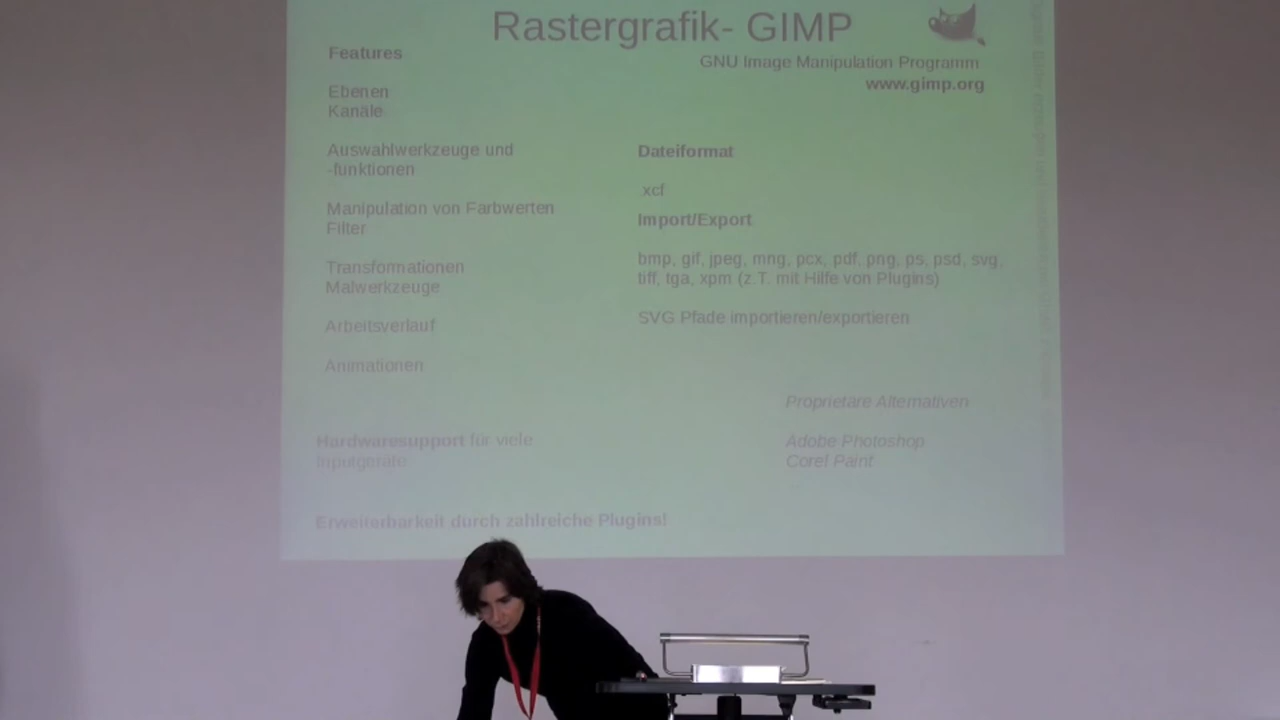 Rastergrafik- GIMP
GNU Image Manipulation Programm
www.gimp.org
Features
Ebenen
Kanäle
Auswahlwerkzeuge und
-funktionen
Manipulation von Farbwerten
Filter
Transformationen
Malwerkzeuge
Arbeitsverlauf
Animationen
Hardwaresupport für viele
Inputgeräte
Erweiterbarkeit durch zahlreiche Plugins!
Dateiformat
.xcf
Import/Export
bmp, gif, jpeg, mng, pcx, pdf, png, ps, psd, svg,
tiff, tga, xpm (z.T. mit Hilfe von Plugins)
SVG Pfade importieren/exportieren
Proprietäre Alternativen
Adobe Photoshop
Corel Paint